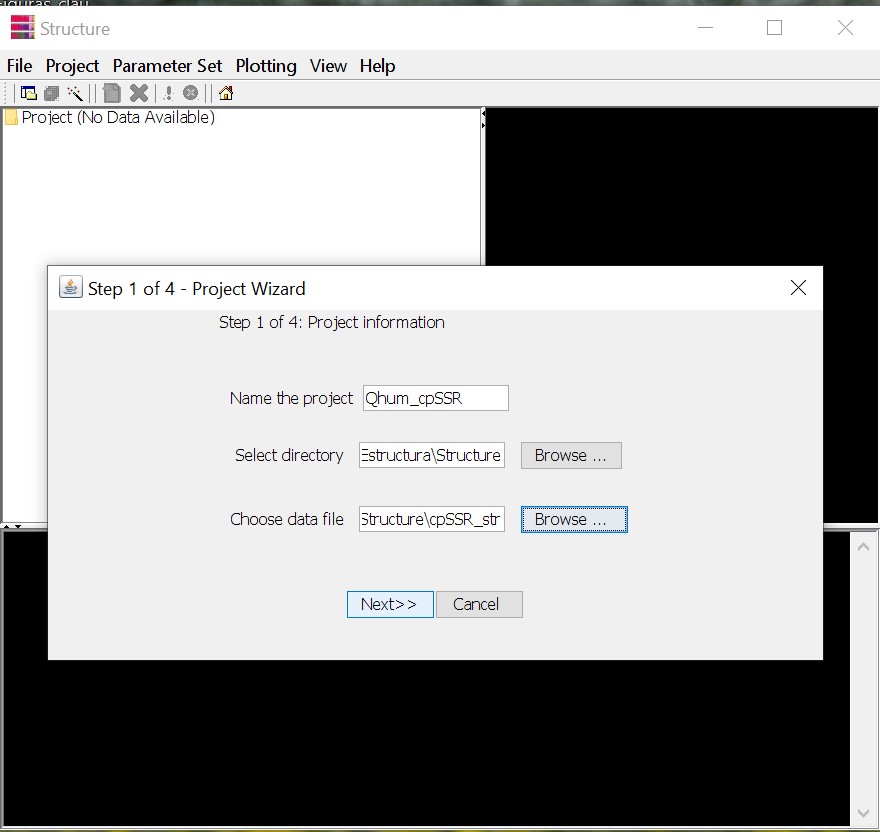 Structure
File Project Parameter Set Plotting View Help
Project (No Data Available)
Step 1 of 4 - Project Wizard
Step 1 of 4: Project information
Name the project Qhum_cpSSR
Select directory Estructura\Structure Browse ...
Choose data file Structure\cpSSR_str Browse ...
Next>> Cancel